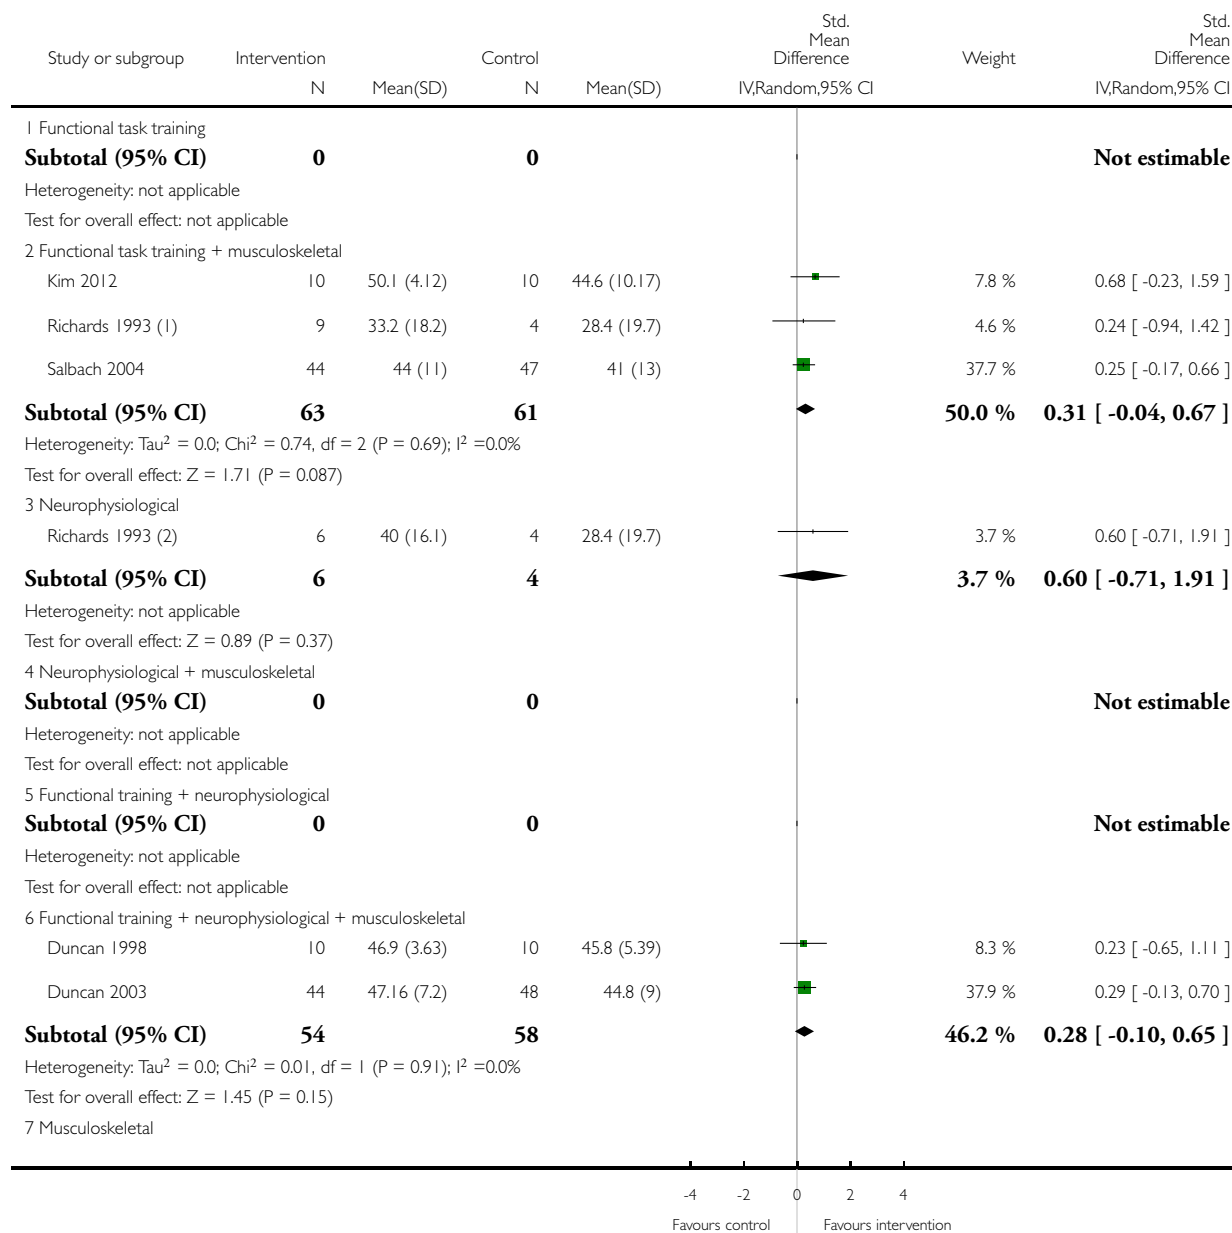 Std. Mean Difference Std. Mean Difference
Study or subgroup Intervention Control Weight
N Mean(SD) N Mean(SD) IV,Random,95% CI IV,Random,95% CI
1 Functional task training
Subtotal (95% CI) 0 0 Not estimable
Heterogeneity: not applicable
Test for overall effect: not applicable
2 Functional task training + musculoskeletal
Kim 2012 10 50.1 (4.12) 10 44.6 (10.17) 7.8 % 0.68 [ -0.23, 1.59 ]
Richards 1993 (1) 9 33.2 (18.2) 4 28.4 (19.7) 4.6 % 0.24 [ -0.94, 1.42 ]
Salbach 2004 44 44 (11) 47 41 (13) 37.7 % 0.25 [ -0.17, 0.66 ]
Subtotal (95% CI) 63 61 50.0 % 0.31 [ -0.04, 0.67 ]
Heterogeneity: Tau² = 0.0; Chi² = 0.74, df = 2 (P = 0.69); I² =0.0%
Test for overall effect: Z = 1.71 (P = 0.087)
3 Neurophysiological
Richards 1993 (2) 6 40 (16.1) 4 28.4 (19.7) 3.7 % 0.60 [ -0.71, 1.91 ]
Subtotal (95% CI) 6 4 3.7 % 0.60 [ -0.71, 1.91 ]
Heterogeneity: not applicable
Test for overall effect: Z = 0.89 (P = 0.37)
4 Neurophysiological + musculoskeletal
Subtotal (95% CI) 0 0 Not estimable
Heterogeneity: not applicable
Test for overall effect: not applicable
5 Functional training + neurophysiological
Subtotal (95% CI) 0 0 Not estimable
Heterogeneity: not applicable
Test for overall effect: not applicable
6 Functional training + neurophysiological + musculoskeletal
Duncan 1998 10 46.9 (3.63) 10 45.8 (5.39) 8.3 % 0.23 [ -0.65, 1.11 ]
Duncan 2003 44 47.16 (7.2) 48 44.8 (9) 37.9 % 0.29 [ -0.13, 0.70 ]
Subtotal (95% CI) 54 58 46.2 % 0.28 [ -0.10, 0.65 ]
Heterogeneity: Tau² = 0.0; Chi² = 0.01, df = 1 (P = 0.91); I² =0.0%
Test for overall effect: Z = 1.45 (P = 0.15)
7 Musculoskeletal
-4 -2 0 2 4
Favours control Favours intervention